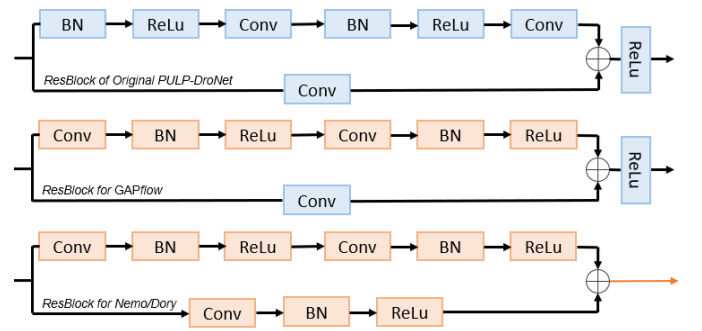 BN ReLu Conv BN ReLu Conv
ReLu
ResBlock of Original PULP-DroNet
Conv
Conv BN ReLu Conv BN ReLu
ReLu
ResBlock for GAPflow
Conv
Conv BN ReLu Conv BN ReLu
ResBlock for Nemo/Dory
Conv BN ReLu